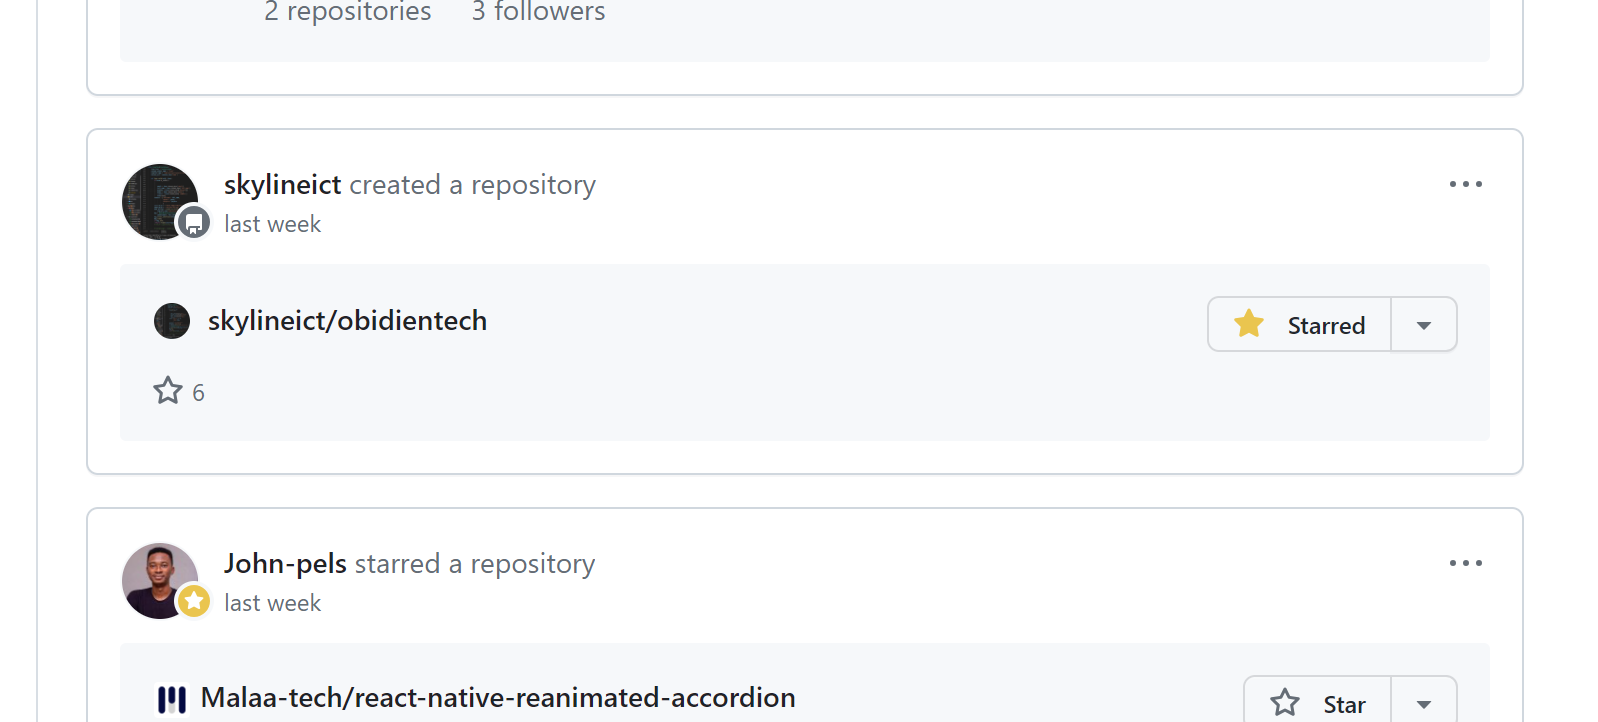 2 repositories 3 followers
skylineict created a repository
last week
skylineict/obidientech
Starred
6
John-pels starred a repository
last week
Malaa-tech/react-native-reanimated-accordion
Star